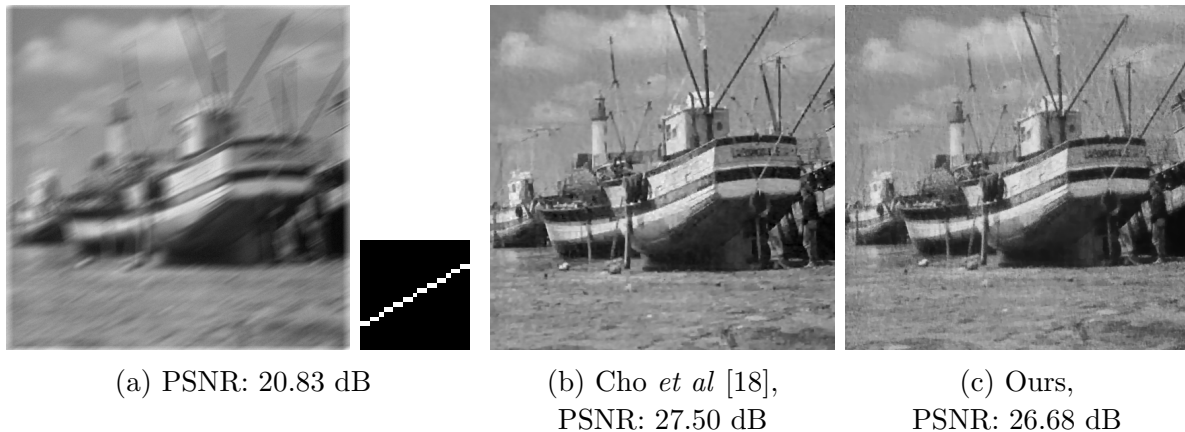 (a) PSNR: 20.83 dB
(b) Cho et al [18],
PSNR: 27.50 dB
(c) Ours,
PSNR: 26.68 dB